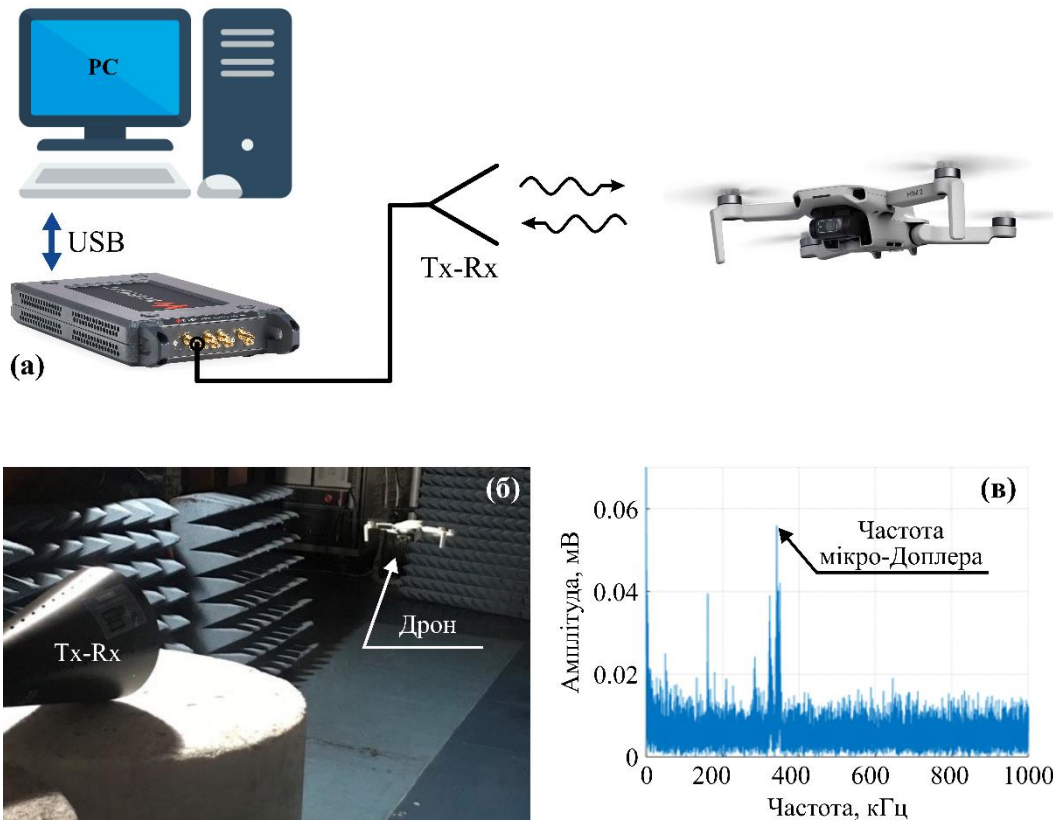 PC
USB
Tx-Rx
(а)
(б)
Tx-Rx
Дрон
(в)
Частота
мікро-Доплера
Амплітуда, мВ
0.06
0.04
0.02
0
0 200 400 600 800 1000
Частота, кГц